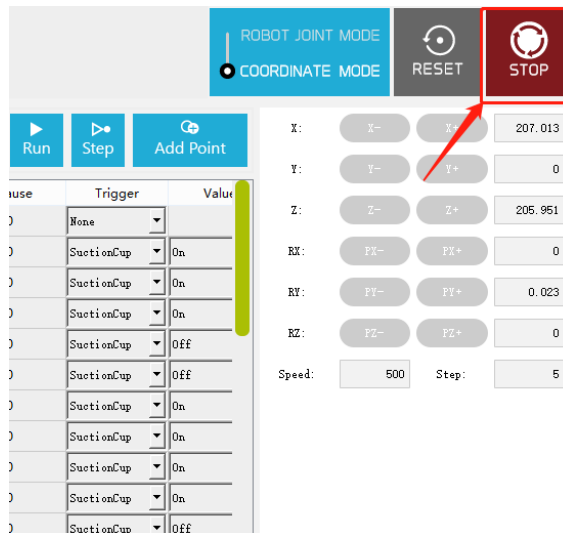 ROBOT JOINT MODE
COORDINATE MODE
RESET
STOP
Run
Step
Add Point
X: X- X+ 207.013
Y: Y- Y+ 0
Z: Z- Z+ 205.951
RX: PX- PX+ 0
RY: PY- PY+ 0.023
RZ: PZ- PZ+ 0
Speed: 500 Step: 5
Trigger Value
None
SuctionCup On
SuctionCup On
SuctionCup On
SuctionCup Off
SuctionCup Off
SuctionCup On
SuctionCup On
SuctionCup On
SuctionCup On
SuctionCup Off